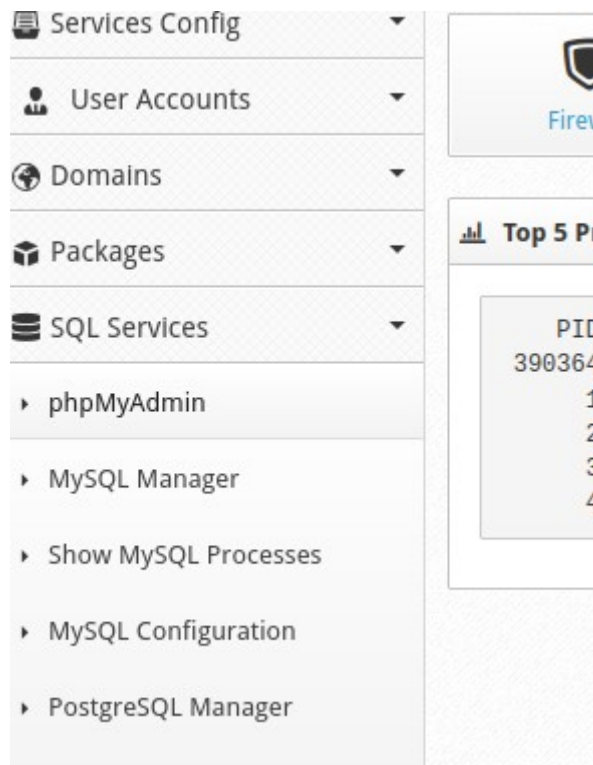 Services Config
User Accounts
Domains
Packages
SQL Services
phpMyAdmin
MySQL Manager
Show MySQL Processes
MySQL Configuration
PostgreSQL Manager
Top 5
390364
1
2
3
4